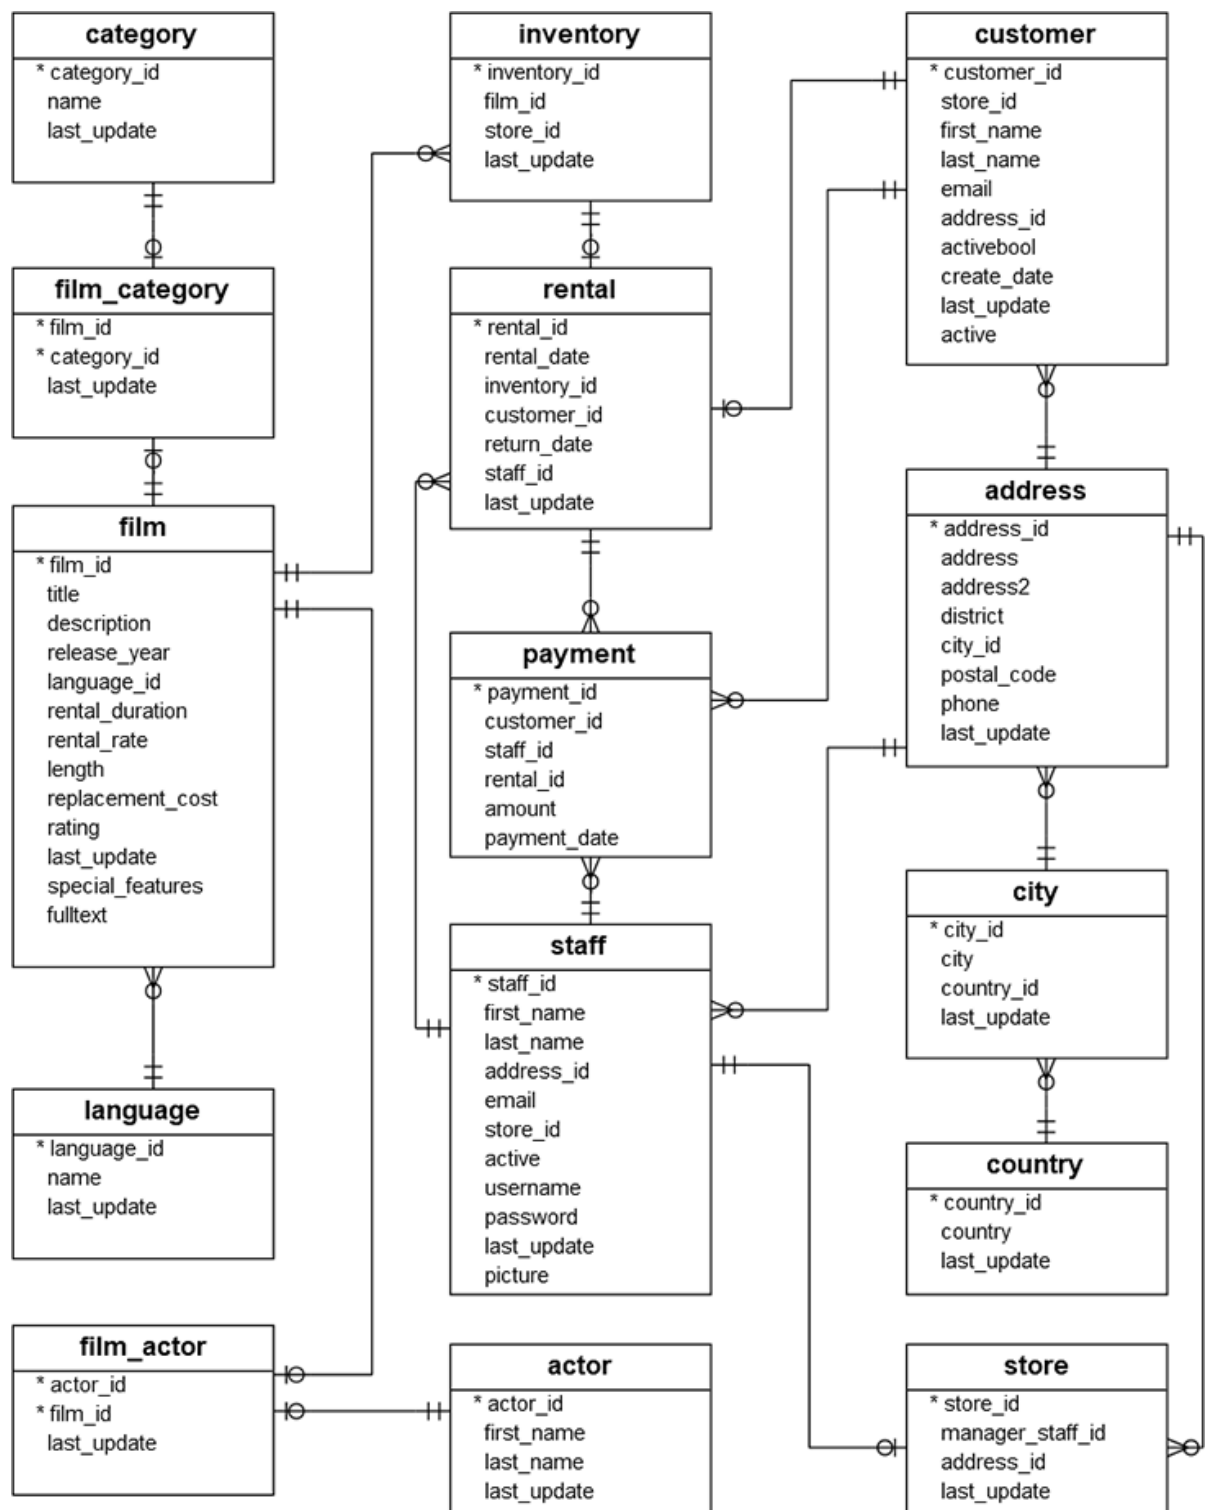 category
* category_id
name
last_update
film_category
* film_id
* category_id
last_update
film
* film_id
title
description
release_year
language_id
rental_duration
rental_rate
length
replacement_cost
rating
last_update
special_features
fulltext
language
* language_id
name
last_update
film_actor
* actor_id
* film_id
last_update
inventory
* inventory_id
film_id
store_id
last_update
rental
* rental_id
rental_date
inventory_id
customer_id
return_date
staff_id
last_update
payment
* payment_id
customer_id
staff_id
rental_id
amount
payment_date
staff
* staff_id
first_name
last_name
address_id
email
store_id
active
username
password
last_update
picture
actor
* actor_id
first_name
last_name
last_update
customer
* customer_id
store_id
first_name
last_name
email
address_id
activebool
create_date
last_update
active
address
* address_id
address
address2
district
city_id
postal_code
phone
last_update
city
* city_id
city
country_id
last_update
country
* country_id
country
last_update
store
* store_id
manager_staff_id
address_id
last_update